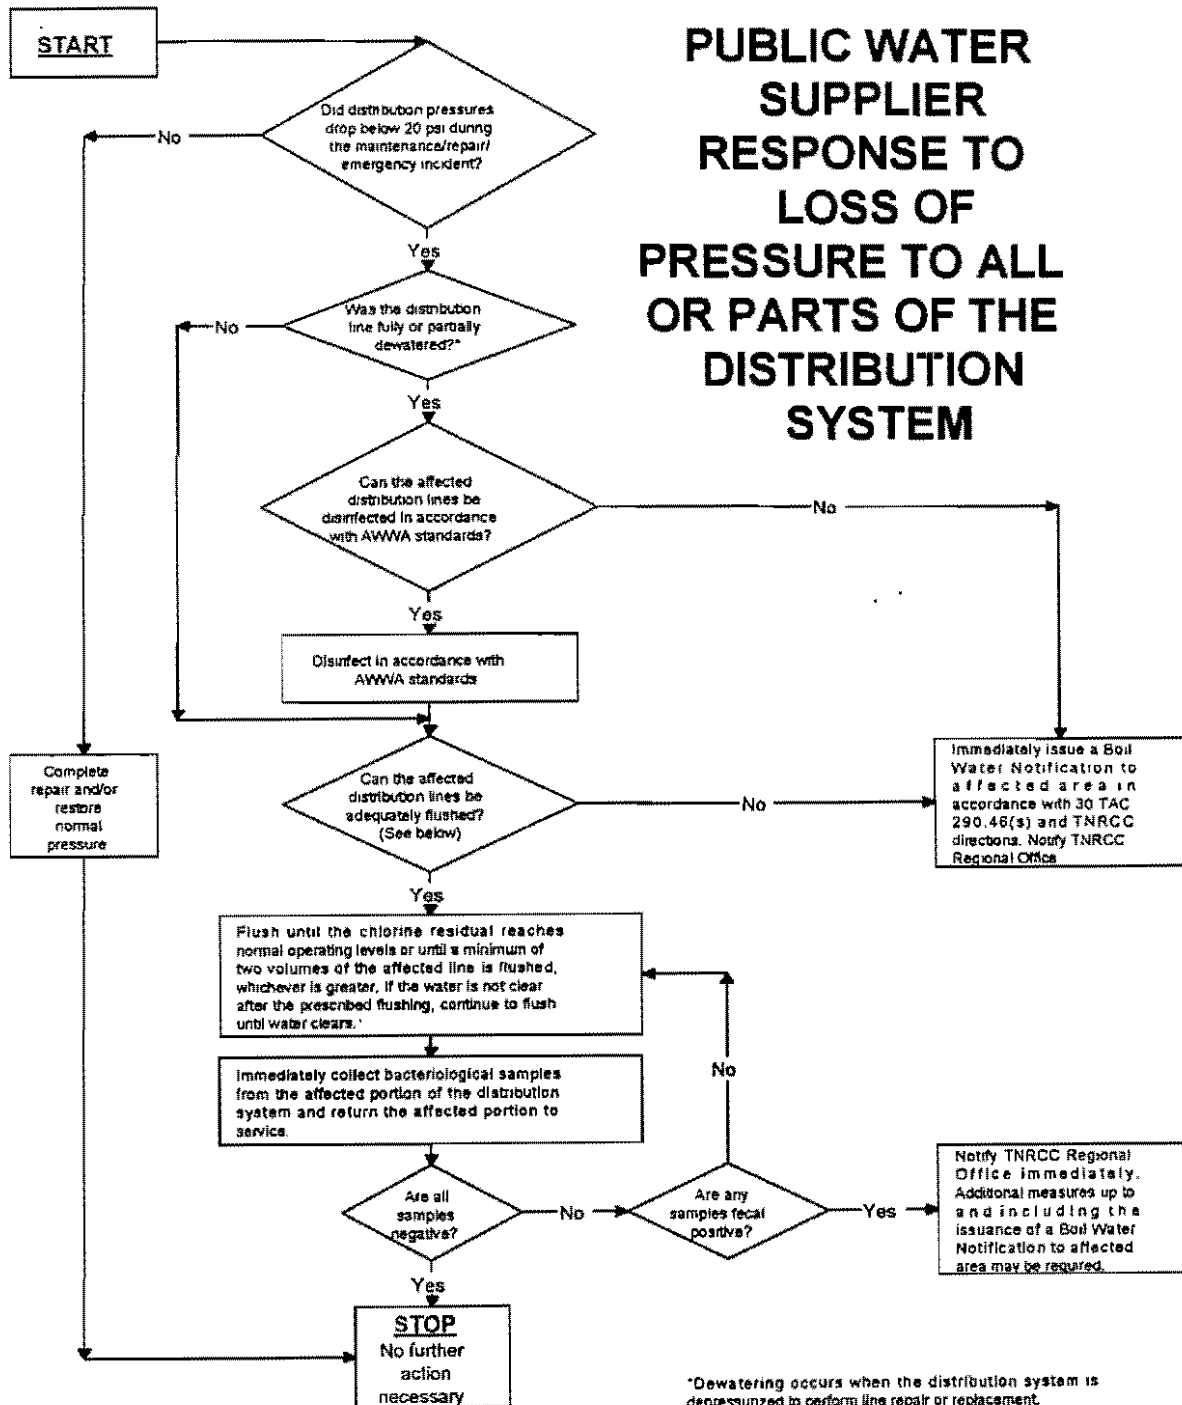 START
PUBLIC WATER
SUPPLIER
RESPONSE TO
LOSS OF
PRESSURE TO ALL
OR PARTS OF THE
DISTRIBUTION
SYSTEM
Did distribution pressures
drop below 20 psi during
the maintenance/repair/
emergency incident?
No
Yes
Was the distribution
line fully or partially
dewatered?*
No
Yes
Can the affected
distribution lines be
disinfected in accordance
with AWWA standards?
No
Yes
Disinfect in accordance with
AWWA standards
Complete
repair and/or
restore
normal
pressure
Can the affected
distribution lines be
adequately flushed?
(See below)
No
Immediately issue a Boil
Water Notification to
affected area in
accordance with 30 TAC
290.46(s) and TNRCC
directions. Notify TNRCC
Regional Office
Yes
Flush until the chlorine residual reaches
normal operating levels or until a minimum of
two volumes of the affected line is flushed,
whichever is greater, if the water is not clear
after the prescribed flushing, continue to flush
until water clears.
No
Immediately collect bacteriological samples
from the affected portion of the distribution
system and return the affected portion to
service.
Are all
samples
negative?
No
Are any
samples fecal
positive?
Yes
Notify TNRCC Regional
Office immediately.
Additional measures up to
and including the
issuance of a Boil Water
Notification to affected
area may be required.
Yes
STOP
No further
action
necessary
*Dewatering occurs when the distribution system is
depressurized to perform line repair or replacement.